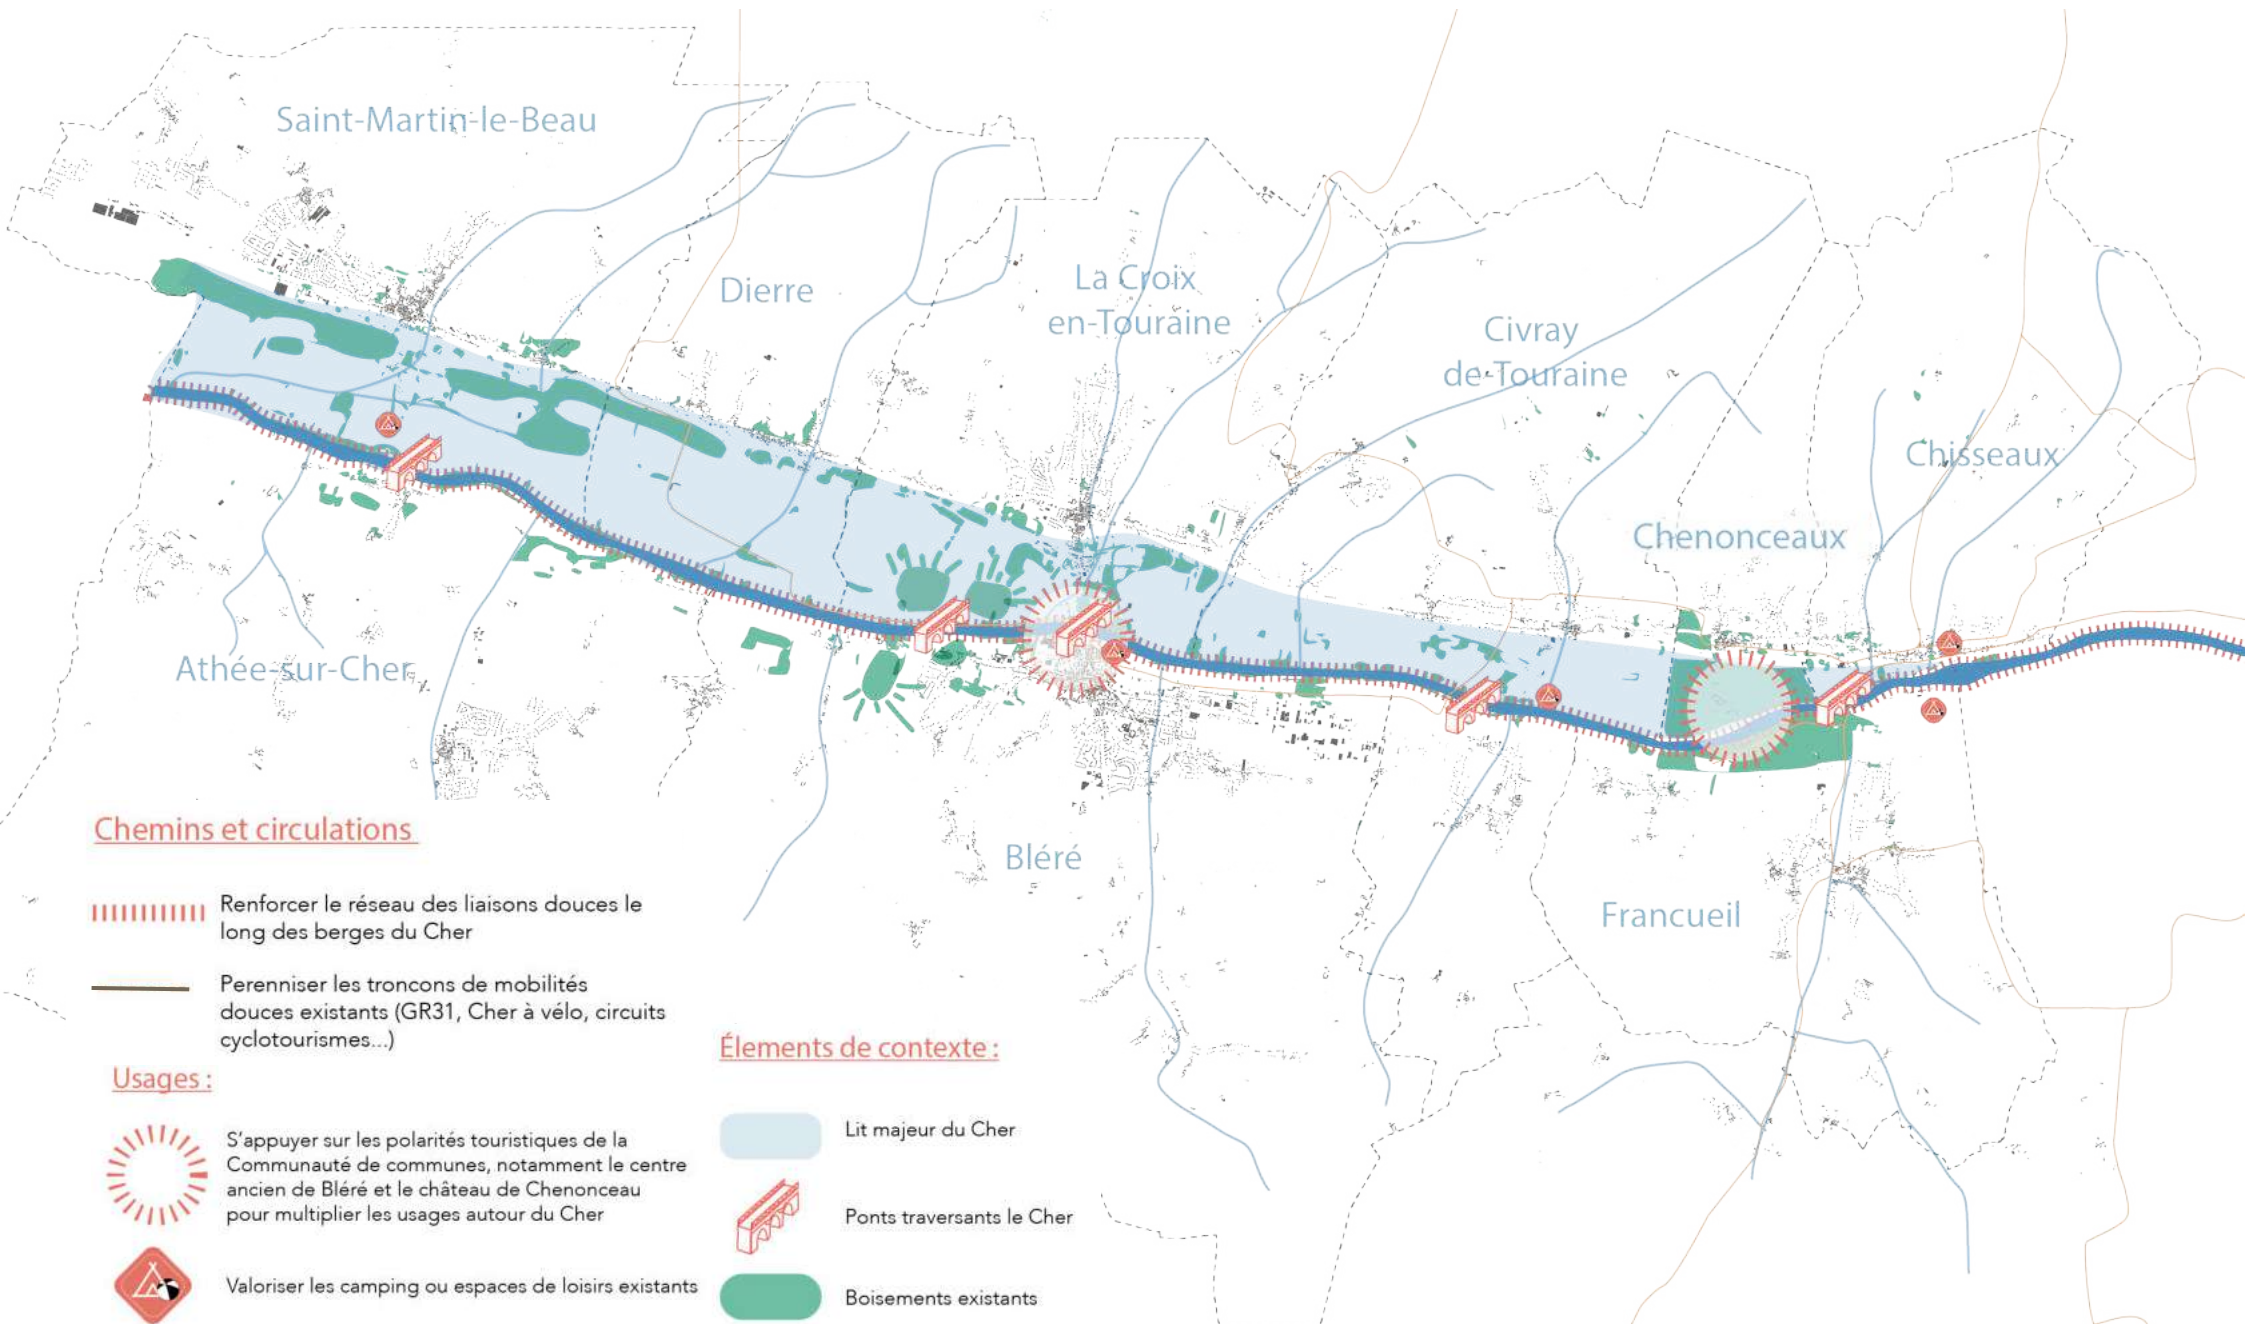 Saint-Martin-le-Beau
Dierre
La Croix
en-Touraine
Civray
de-Touraine
Chisseaux
Chenonceaux
Athée-sur-Cher
Bléré
Francueil
Chemins et circulations
Renforcer le réseau des liaisons douces le
long des berges du Cher
Perenniser les troncons de mobilités
douces existants (GR31, Cher à vélo, circuits
cyclotourismes...)
Usages :
S'appuyer sur les polarités touristiques de la
Communauté de communes, notamment le centre
ancien de Bléré et le château de Chenonceau
pour multiplier les usages autour du Cher
Valoriser les camping ou espaces de loisirs existants
Élements de contexte :
Lit majeur du Cher
Ponts traversants le Cher
Boisements existants